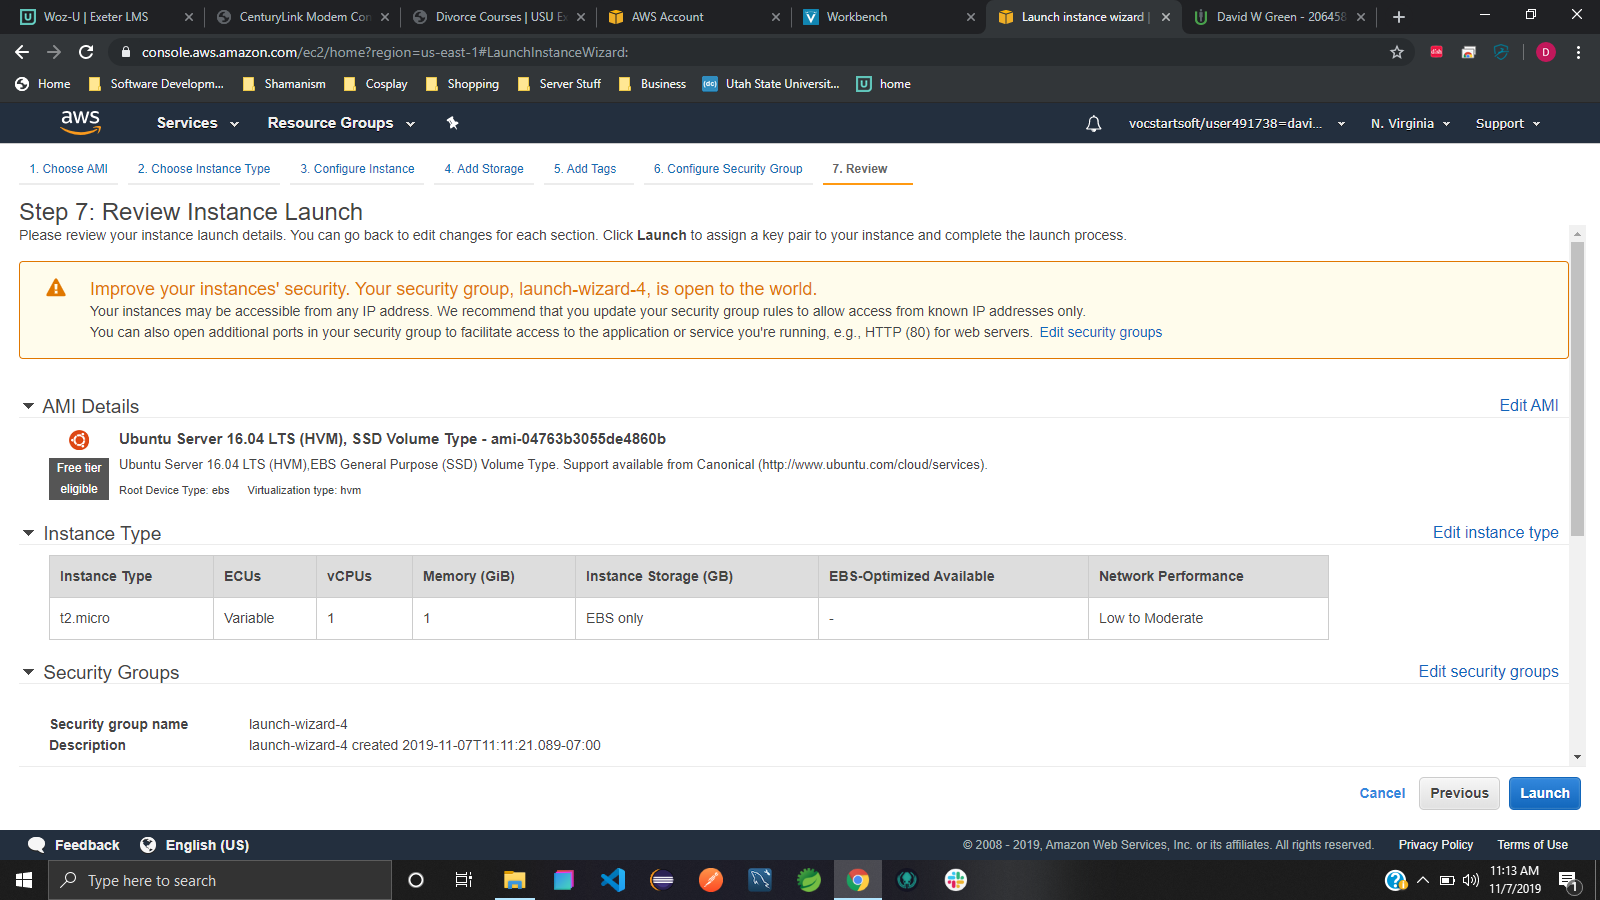 Woz-U | Exeter LMS
CenturyLink Modem Con
Divorce Courses | USU E
AWS Account
Workbench
Launch instance wizard |
David W Green - 206458
console.aws.amazon.com/ec2/home?region=us-east-1#LaunchInstanceWizard:
D
Home
Software Developm...
Shamanism
Cosplay
Shopping
Server Stuff
Business
Utah State Universit...
home
aws
Services
Resource Groups
vocstartsoft/user491738=davi...
N. Virginia
Support
1. Choose AMI
2. Choose Instance Type
3. Configure Instance
4. Add Storage
5. Add Tags
6. Configure Security Group
7. Review
Step 7: Review Instance Launch
Please review your instance launch details. You can go back to edit changes for each section. Click Launch to assign a key pair to your instance and complete the launch process.
Improve your instances' security. Your security group, launch-wizard-4, is open to the world.
Your instances may be accessible from any IP address. We recommend that you update your security group rules to allow access from known IP addresses only.
You can also open additional ports in your security group to facilitate access to the application or service you're running, e.g., HTTP (80) for web servers. Edit security groups
AMI Details
Edit AMI
Ubuntu Server 16.04 LTS (HVM), SSD Volume Type - ami-04763b3055de4860b
Free tier
eligible
Ubuntu Server 16.04 LTS (HVM),EBS General Purpose (SSD) Volume Type. Support available from Canonical (http://www.ubuntu.com/cloud/services).
Root Device Type: ebs Virtualization type: hvm
Instance Type
Edit instance type
Instance Type ECUs vCPUs Memory (GiB) Instance Storage (GB) EBS-Optimized Available Network Performance
t2.micro Variable 1 1 EBS only - Low to Moderate
Security Groups
Edit security groups
Security group name launch-wizard-4
Description launch-wizard-4 created 2019-11-07T11:11:21.089-07:00
Cancel
Previous
Launch
Feedback
English (US)
© 2008 - 2019, Amazon Web Services, Inc. or its affiliates. All rights reserved.
Privacy Policy
Terms of Use
Type here to search
11:13 AM
11/7/2019
1